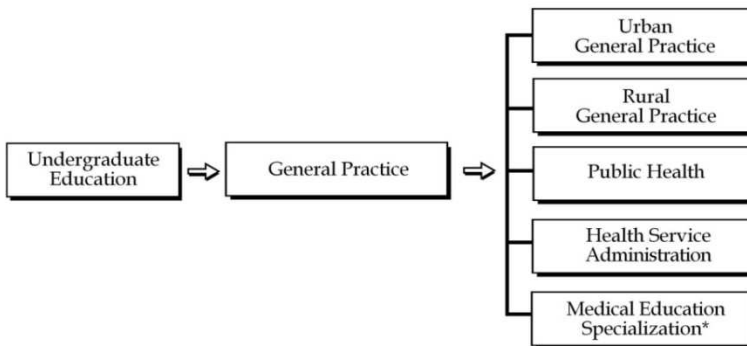 Undergraduate
Education
General Practice
Urban
General Practice
Rural
General Practice
Public Health
Health Service
Administration
Medical Education
Specialization*